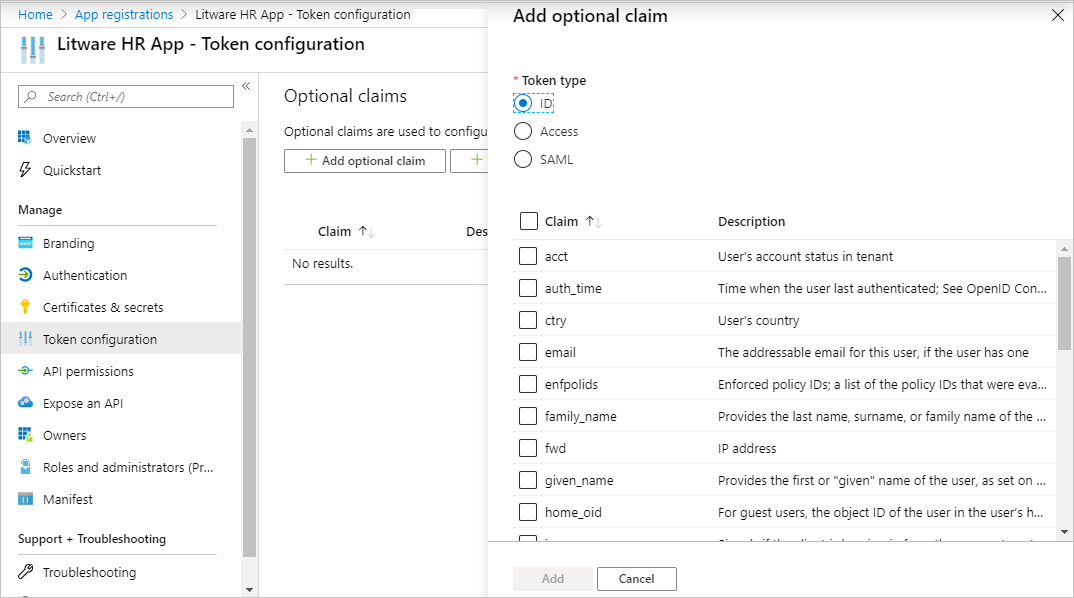 Home > App registrations > Litware HR App - Token configuration
Litware HR App - Token configuration
Search (Ctrl+/)
«
Overview
Quickstart
Manage
Branding
Authentication
Certificates & secrets
Token configuration
API permissions
Expose an API
Owners
Roles and administrators (Pr...
Manifest
Support + Troubleshooting
Troubleshooting
Optional claims
Optional claims are used to configu
+ Add optional claim
+
Claim ↑↓ Des
No results.
Add optional claim
* Token type
ID
Access
SAML
Claim ↑↓ Description
acct User's account status in tenant
auth_time Time when the user last authenticated; See OpenID Con...
ctry User's country
email The addressable email for this user, if the user has one
enfpolids Enforced policy IDs; a list of the policy IDs that were eva...
family_name Provides the last name, surname, or family name of the ...
fwd IP address
given_name Provides the first or "given" name of the user, as set on ...
home_oid For guest users, the object ID of the user in the user's h...
Add Cancel